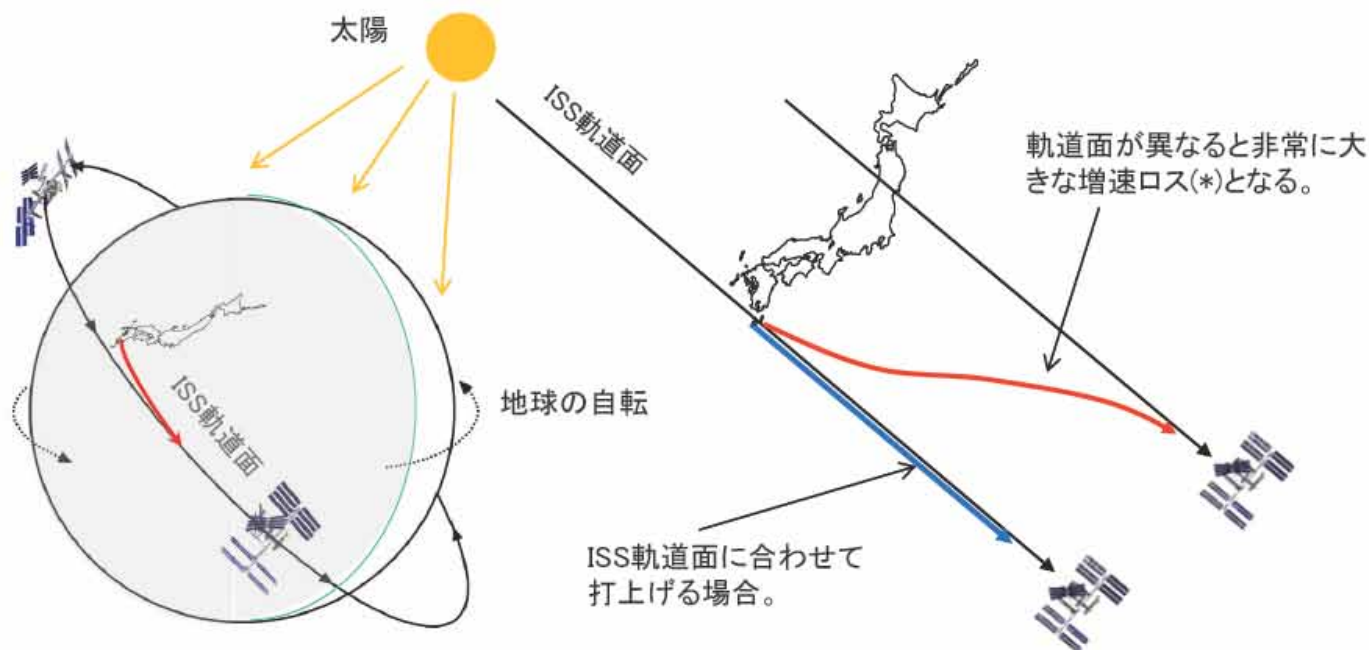 太陽
ISS軌道面
軌道面が異なると非常に大
きな増速ロス(*)となる。
ISS軌道面
地球の自転
ISS軌道面に合わせて
打上げる場合。